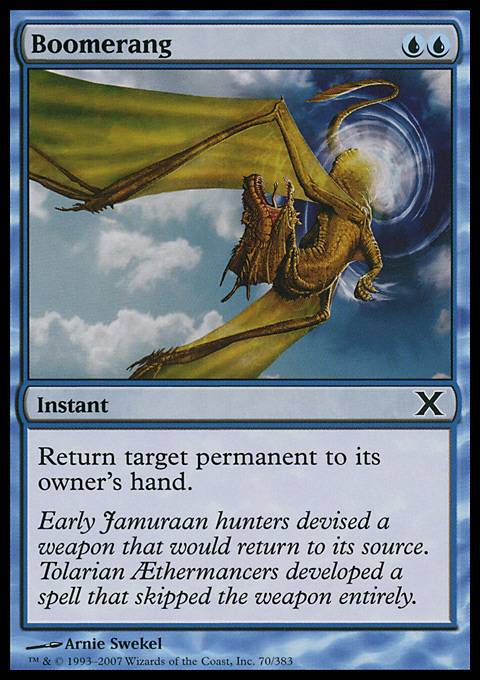 Boomerang
Instant
X
Return target permanent to its
owner's hand.
Early Jamuraan hunters devised a
weapon that would return to its source.
Tolarian Æthermancers developed a
spell that skipped the weapon entirely.
Arnie Swekel
™ & © 1993–2007 Wizards of the Coast, Inc. 70/383